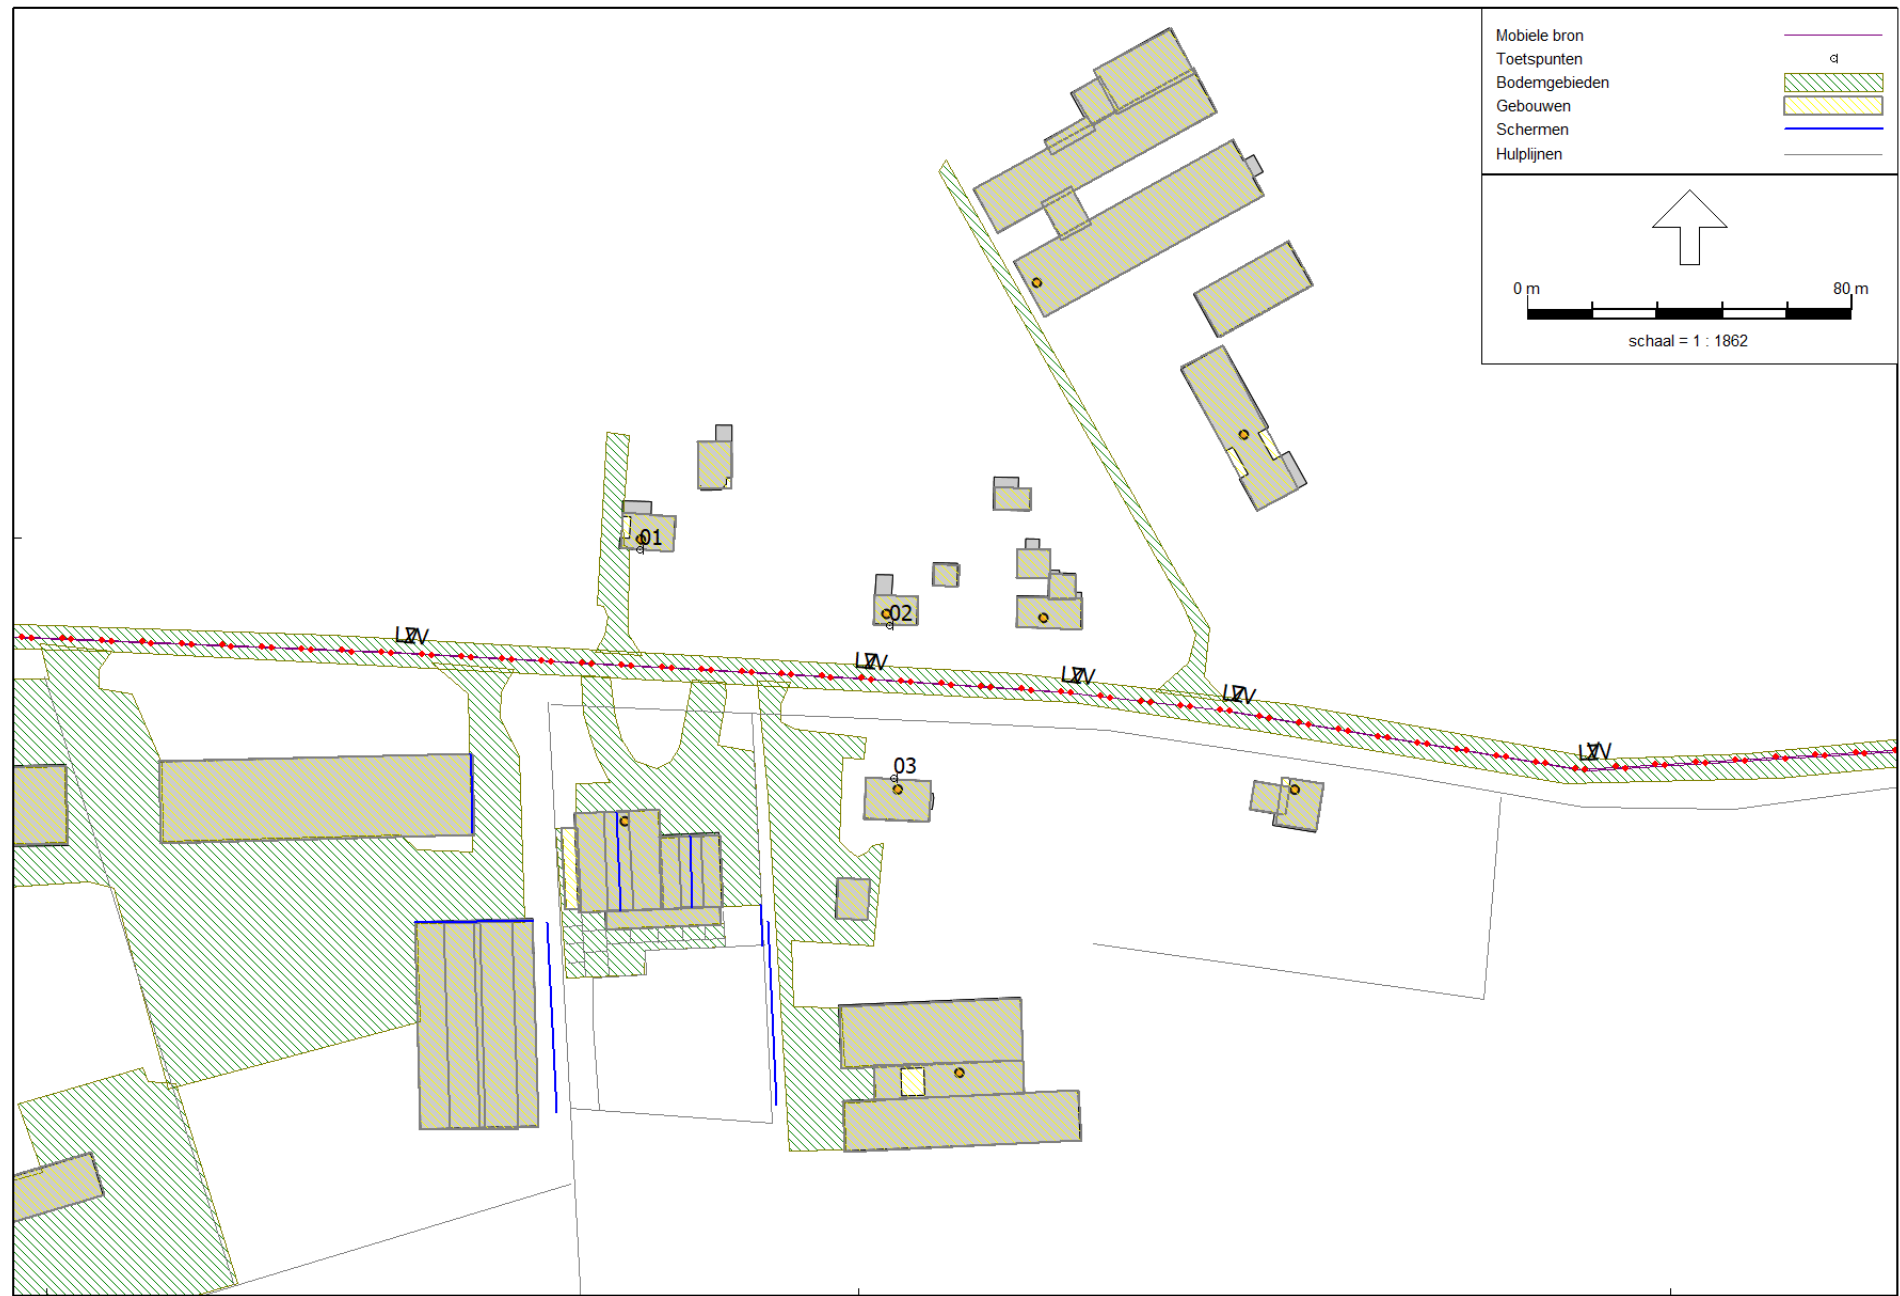 Mobiele bron
Toetspunten
Bodemgebieden
Gebouwen
Schermen
Hulplijnen
0 m 80 m
schaal = 1 : 1862
01
02
03